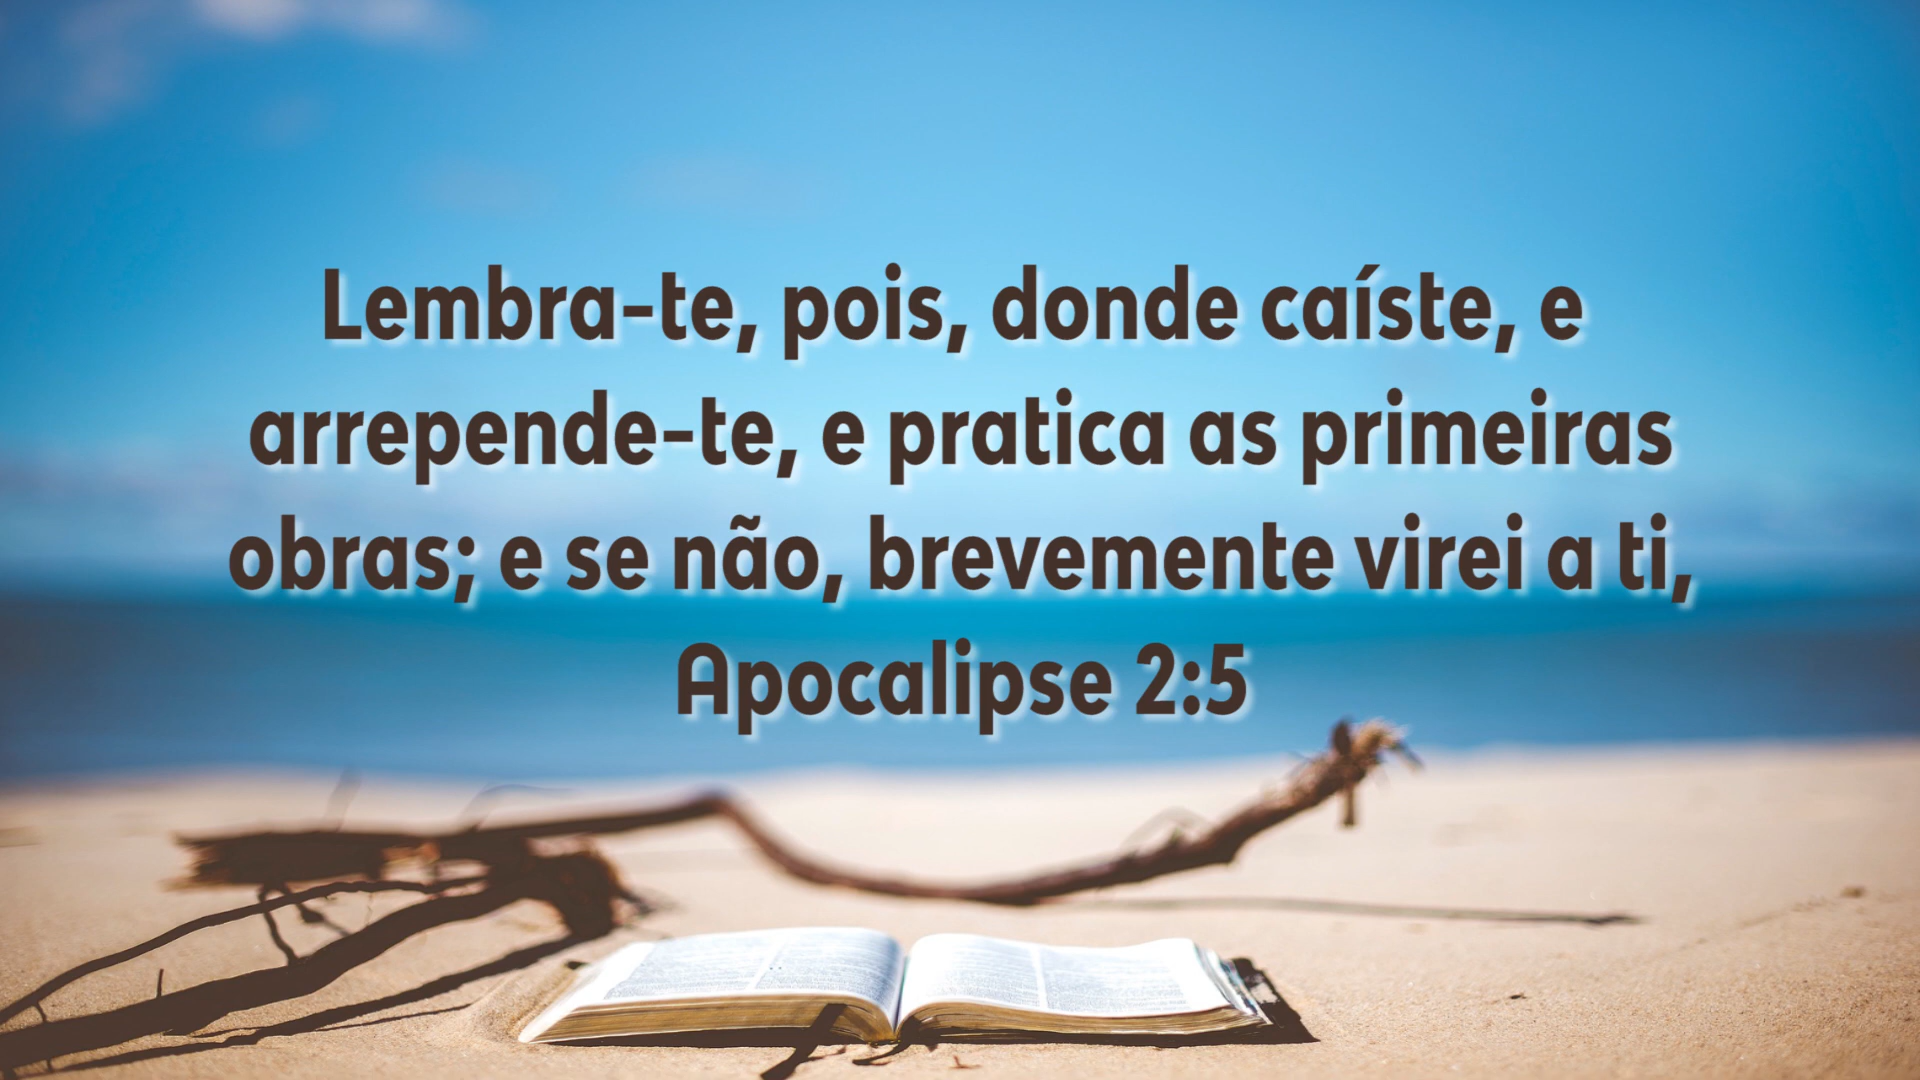 Lembra-te, pois, donde caíste, e
arrepende-te, e pratica as primeiras
obras; e se não, brevemente virei a ti,
Apocalipse 2:5